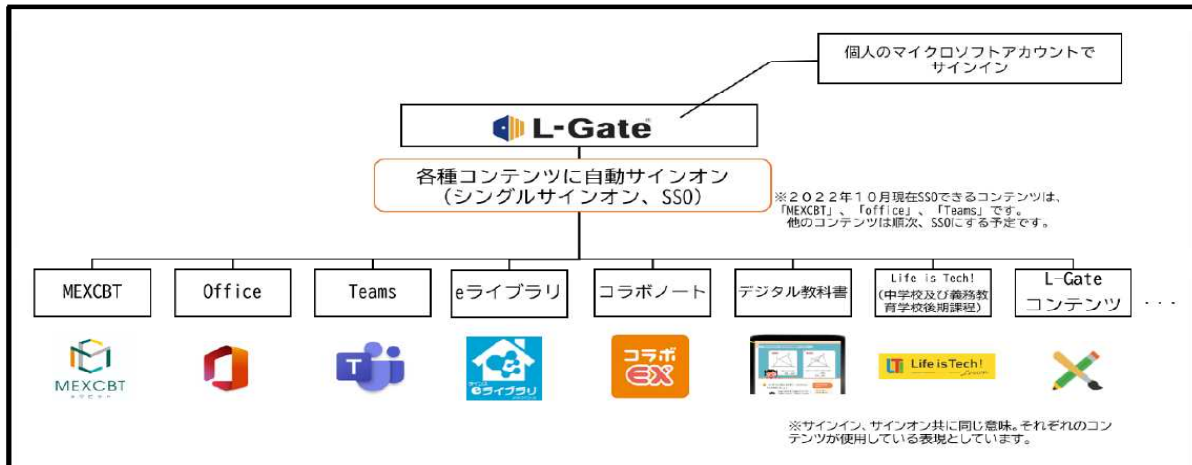 個人のマイクロソフトアカウントで
サインイン
L-Gate
各種コンテンツに自動サインオン
(シングルサインオン、SSO)
※２０２２年１０月現在SSOできるコンテンツは、
「MEXCBT」、「office」、「Teams」です。
他のコンテンツは順次、SSOにする予定です。
MEXCBT
Office
Teams
eライブラリ
コラボノート
デジタル教科書
Life is Tech!
(中学校及び義務教
育学校後期課程)
L-Gate
コンテンツ
...
MEXCBT
T
eライブラリ
コラボ
EX
LT Life is Tech!
※サインイン、サインオン共に同じ意味。それぞれのコン
テンツが使用している表現としています。